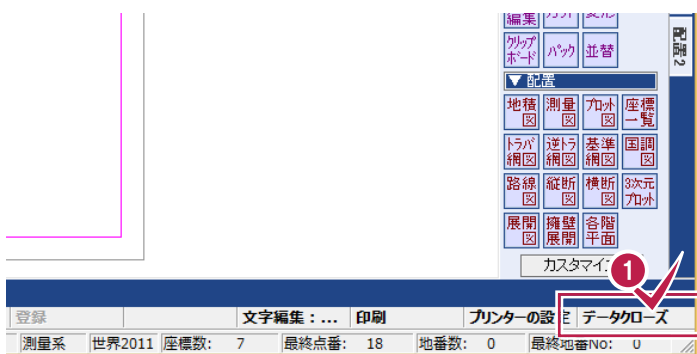 編集 カット 変形
クリップボード パック 並替
配置2
▼ 配置
地積図 測量図 プロット図 座標一覧
トラバ網図 逆トラ網図 基準網図 国調図
路線図 縦断図 横断図 3次元プロット
展開図 擁壁展開 各階平面
カスタマイ
1
登録 文字編集：... 印刷 プリンターの設定 データクローズ
測量系 世界2011 座標数: 7 最終点番: 18 地番数: 0 最終地番No: 0